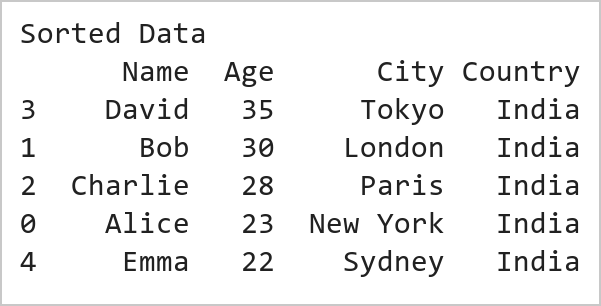 Sorted Data
Name Age City Country
3 David 35 Tokyo India
1 Bob 30 London India
2 Charlie 28 Paris India
0 Alice 23 New York India
4 Emma 22 Sydney India